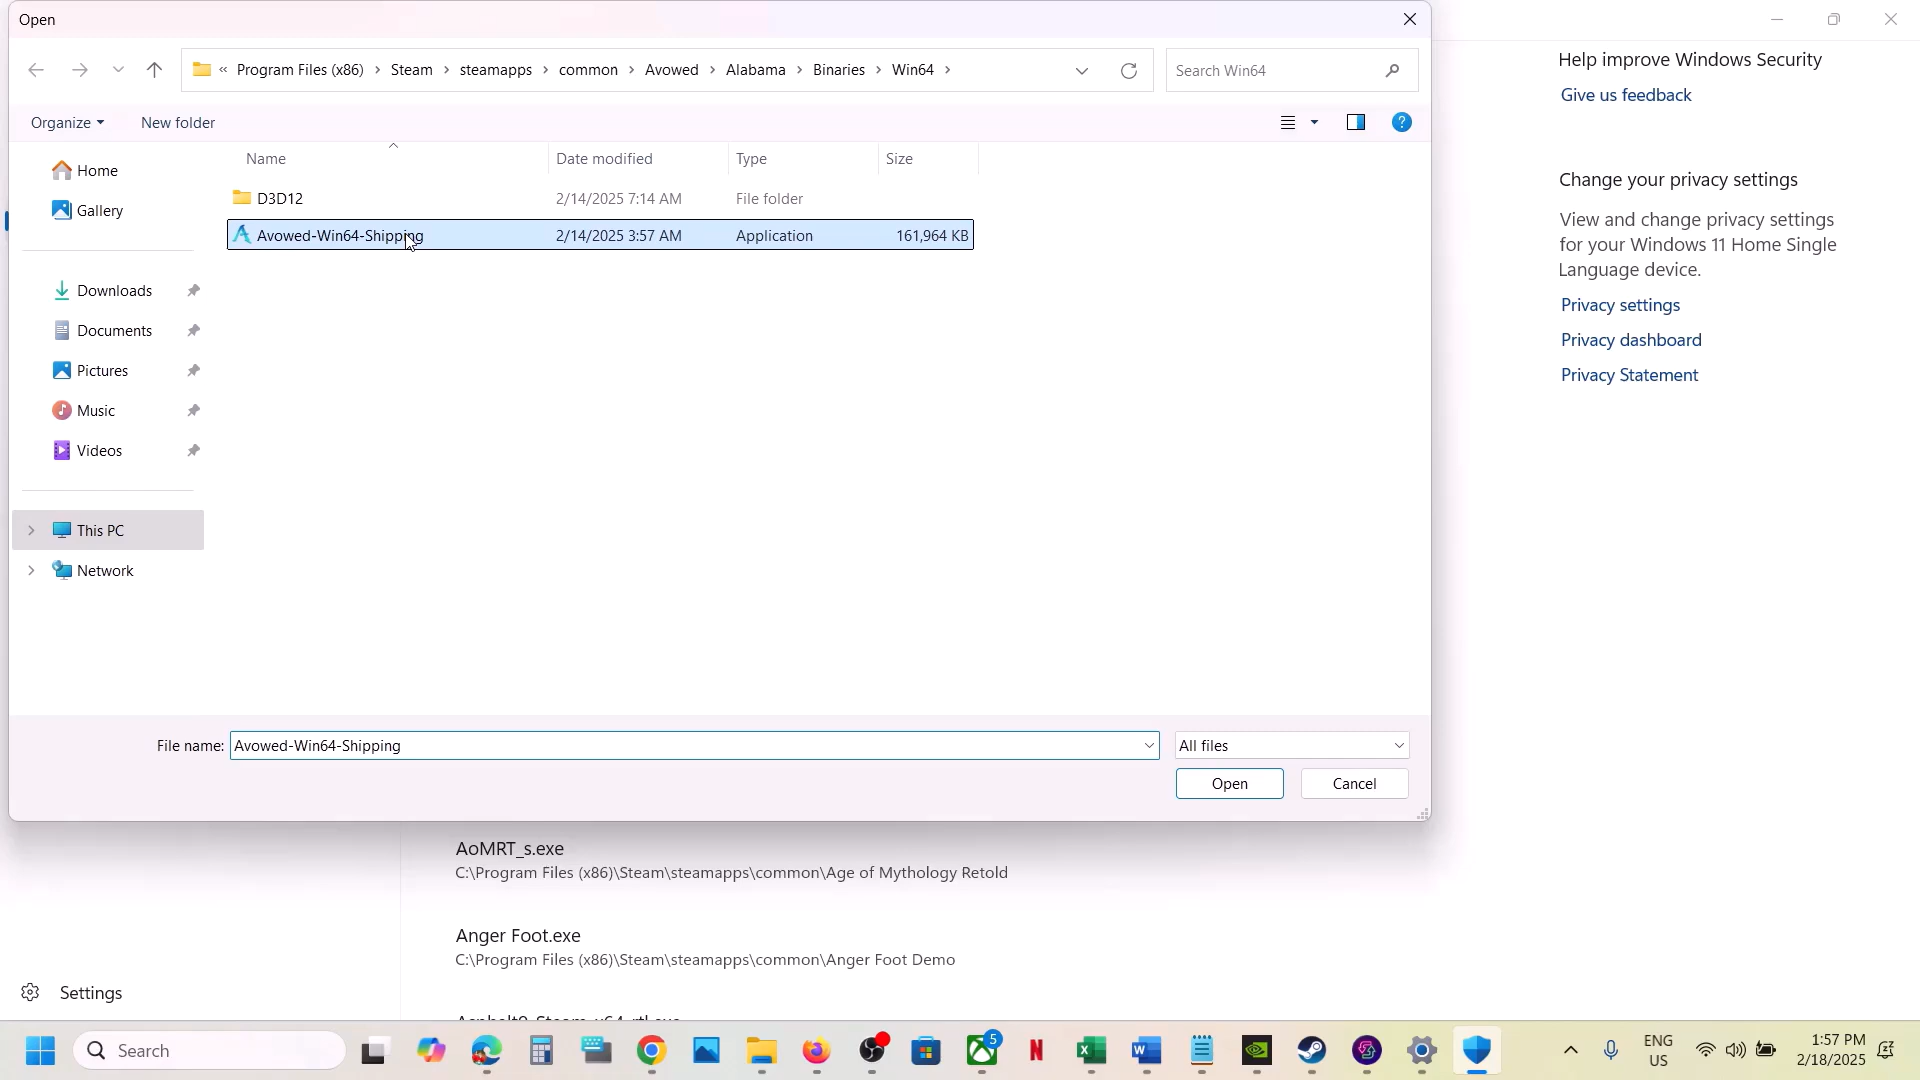 Open
« Program Files (x86) > Steam > steamapps > common > Avowed > Alabama > Binaries > Win64 >
Search Win64
Organize
New folder
Name
Date modified
Type
Size
Home
Gallery
Downloads
Documents
Pictures
Music
Videos
This PC
Network
D3D12
2/14/2025 7:14 AM
File folder
Avowed-Win64-Shipping
2/14/2025 3:57 AM
Application
161,964 KB
File name:
Avowed-Win64-Shipping
All files
Open
Cancel
Help improve Windows Security
Give us feedback
Change your privacy settings
View and change privacy settings
for your Windows 11 Home Single
Language device.
Privacy settings
Privacy dashboard
Privacy Statement
AoMRT_s.exe
C:\Program Files (x86)\Steam\steamapps\common\Age of Mythology Retold
Anger Foot.exe
C:\Program Files (x86)\Steam\steamapps\common\Anger Foot Demo
Settings
Search
5
ENG
US
1:57 PM
2/18/2025